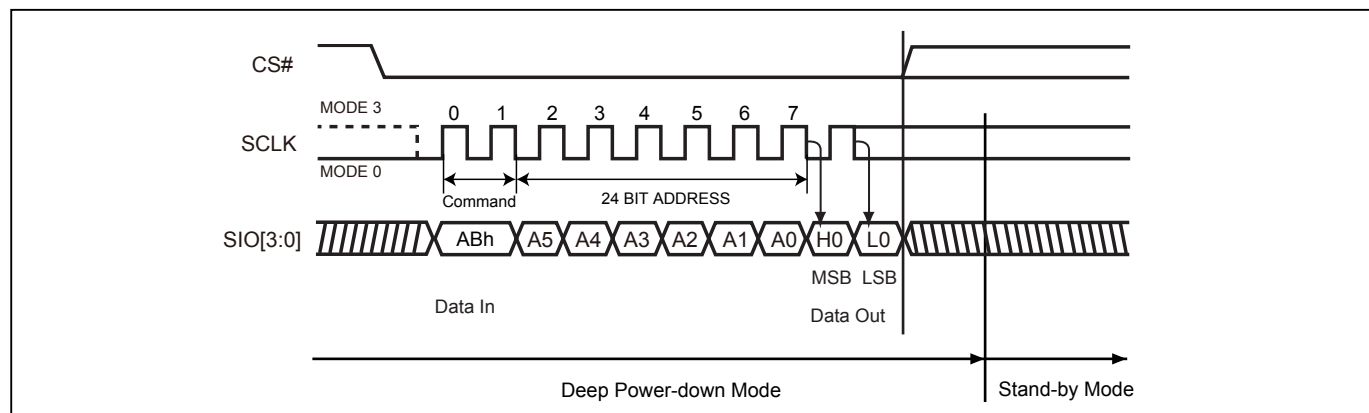 CS#
MODE 3
0 1 2 3 4 5 6 7
SCLK
MODE 0
Command
24 BIT ADDRESS
SIO[3:0]
ABh A5 A4 A3 A2 A1 A0 H0 L0
MSB LSB
Data In
Data Out
Deep Power-down Mode
Stand-by Mode